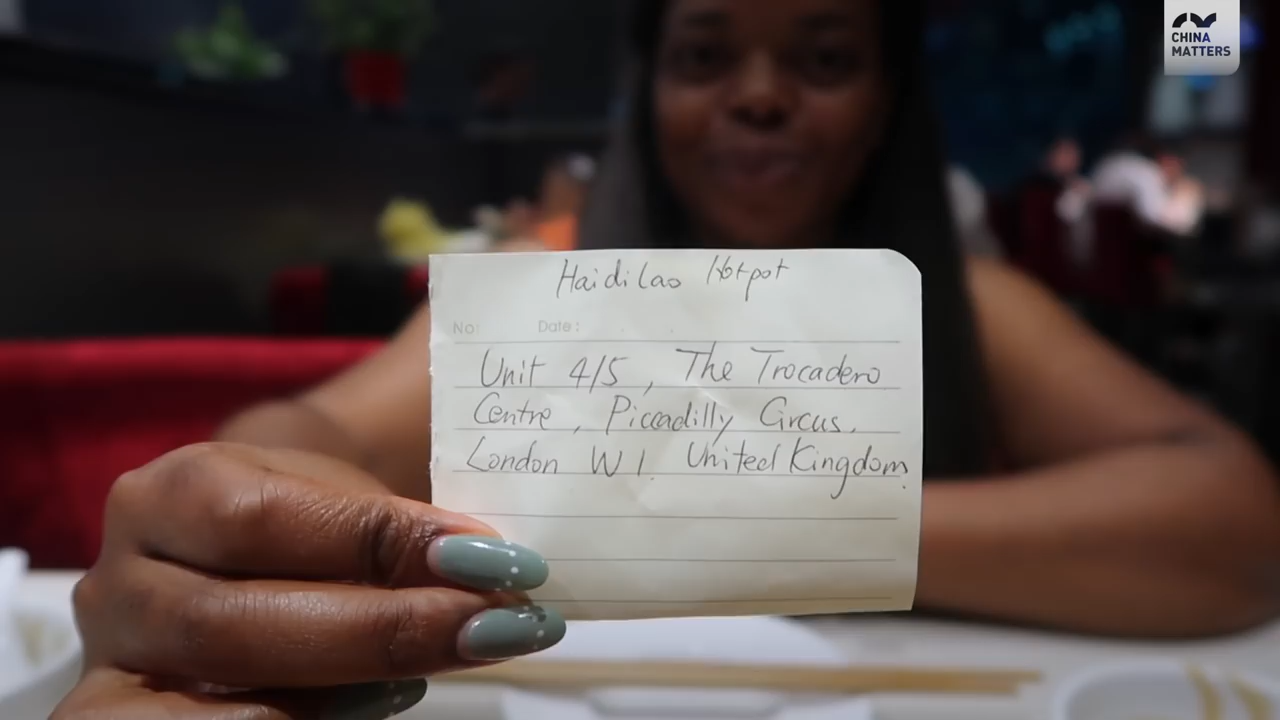 CHINA
MATTERS
Haidilao Hotpot
No: Date: . .
Unit 4/5, The Trocadero
Centre, Piccadilly Circus.
London W1. United Kingdom.